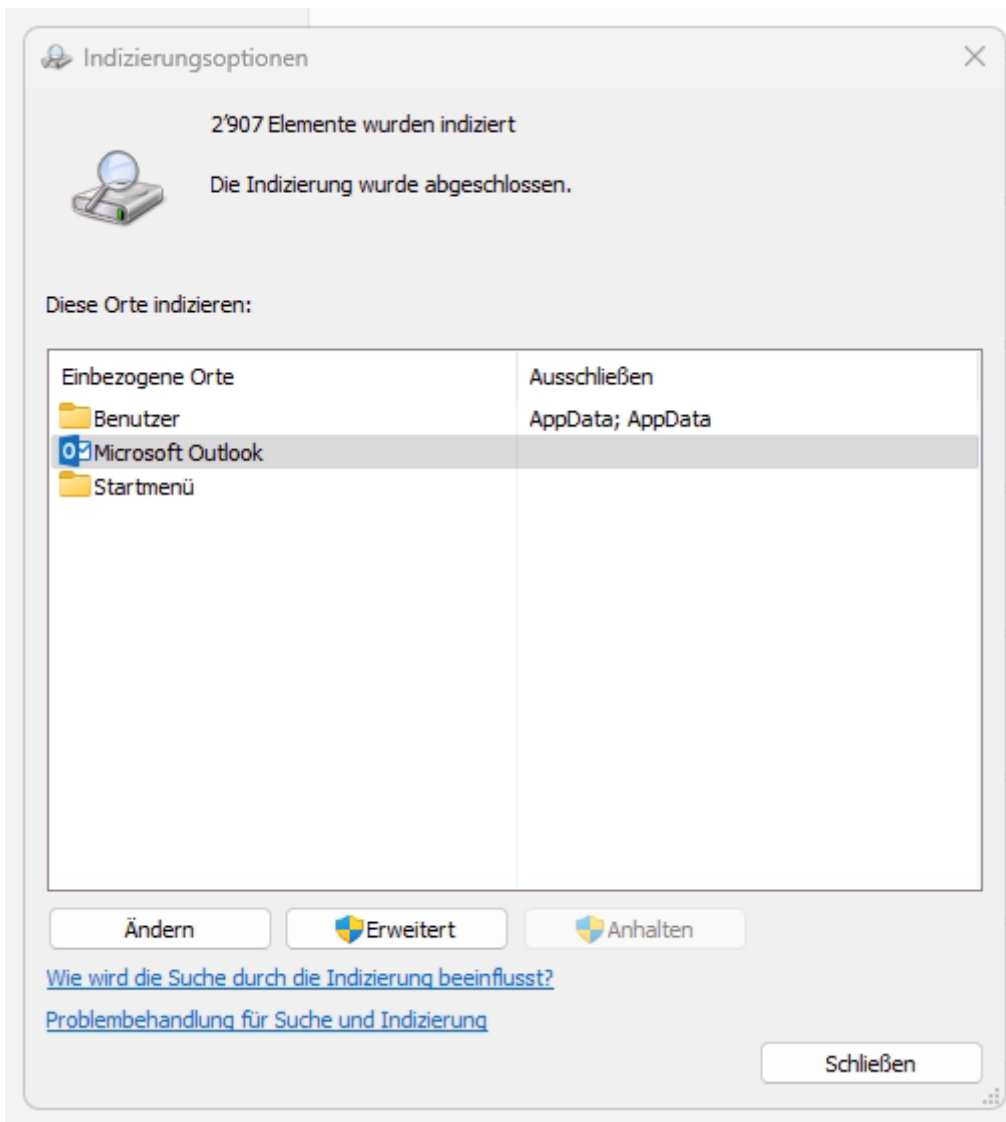 Indizierungsoptionen
2'907 Elemente wurden indiziert
Die Indizierung wurde abgeschlossen.
Diese Orte indizieren:
Einbezogene Orte Ausschließen
Benutzer AppData; AppData
Microsoft Outlook
Startmenü
Ändern Erweitert Anhalten
Wie wird die Suche durch die Indizierung beeinflusst?
Problembehandlung für Suche und Indizierung
Schließen